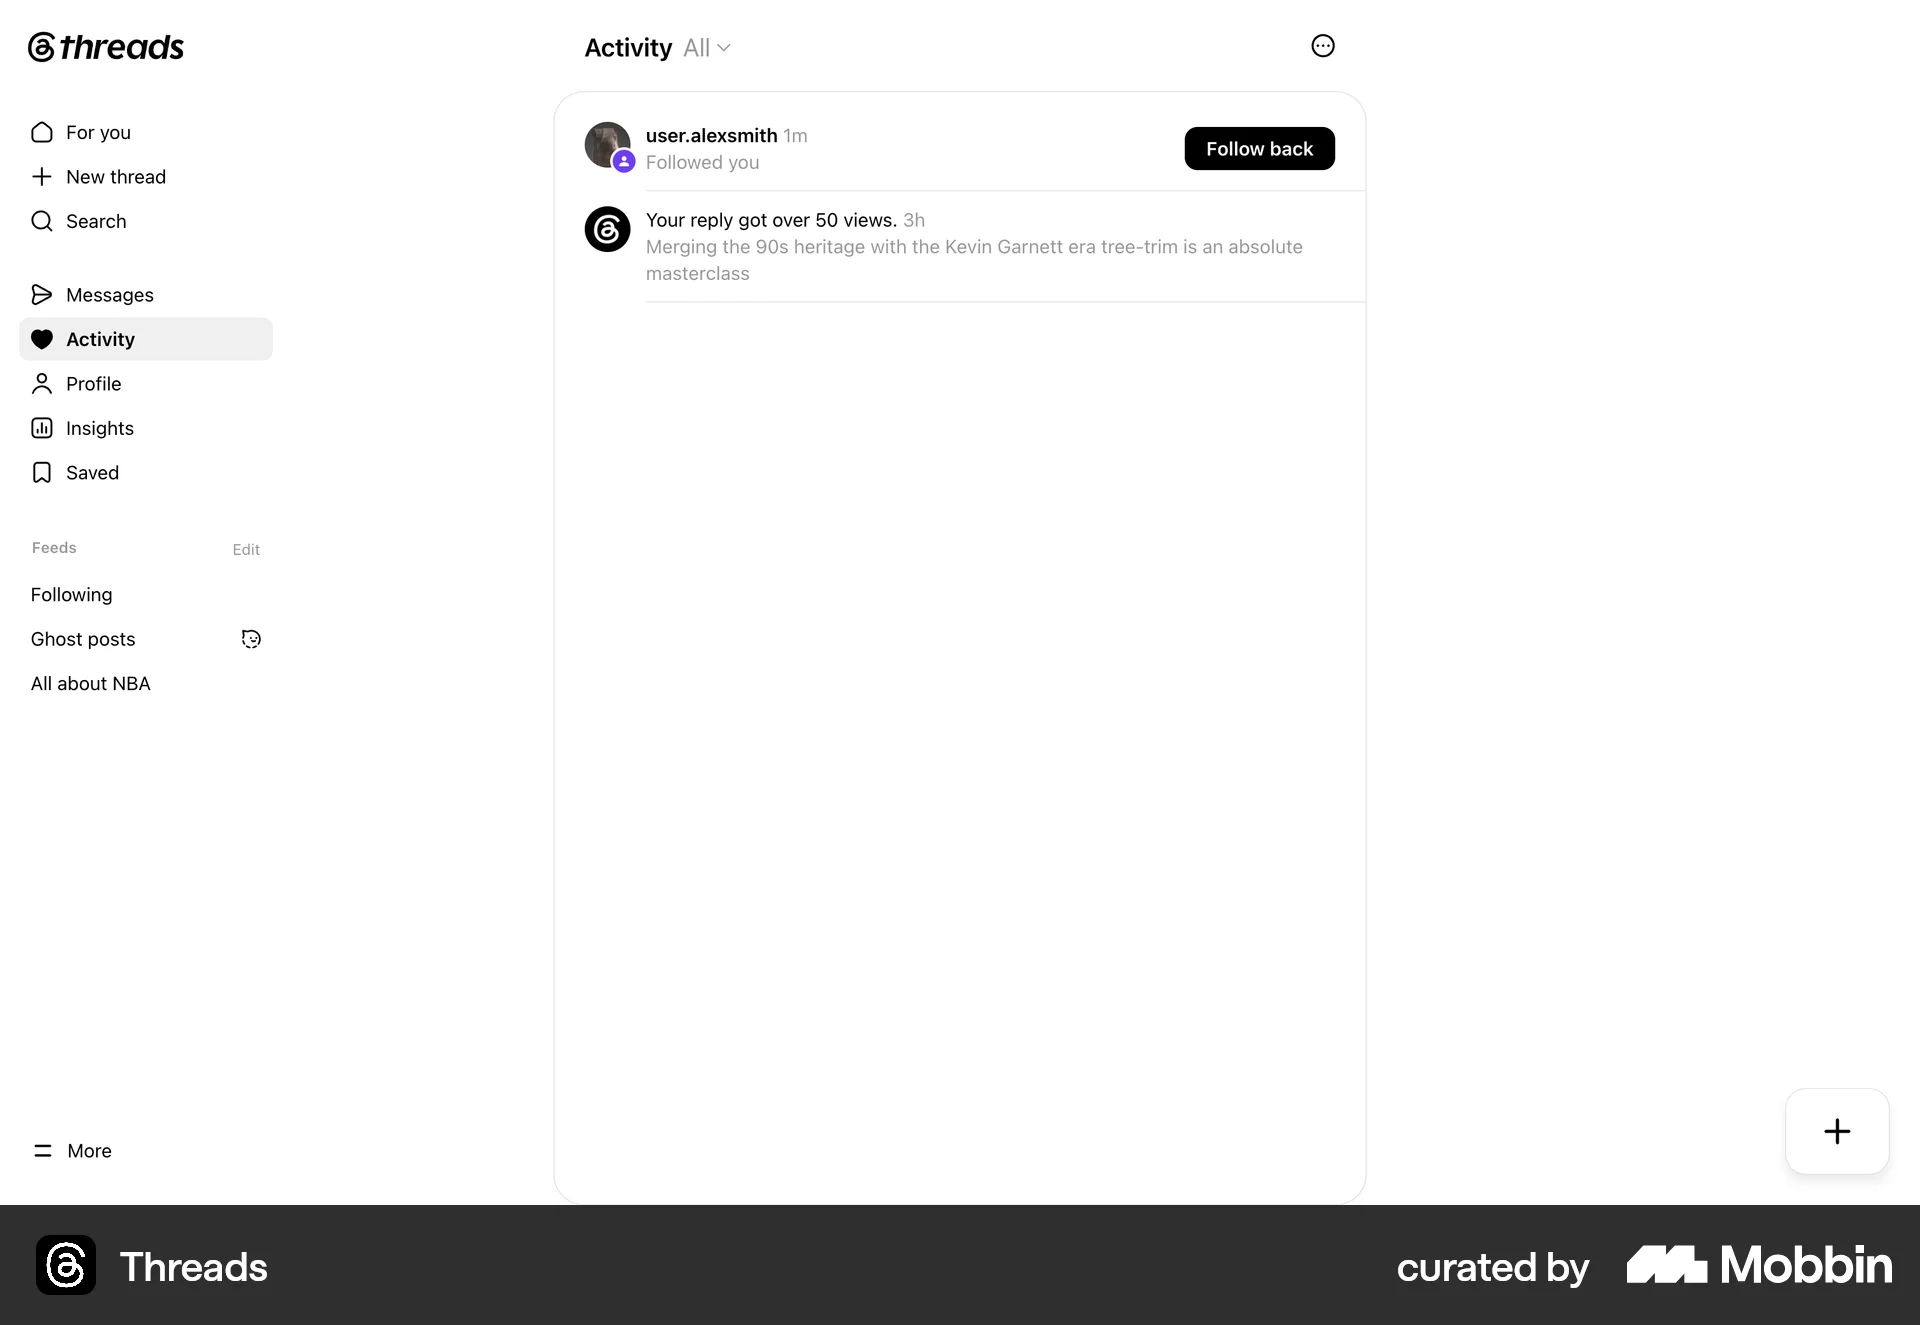 threads
For you
New thread
Search
Messages
Activity
Profile
Insights
Saved
Feeds
Edit
Following
Ghost posts
All about NBA
More
Activity All
user.alexsmith 1m
Followed you
Follow back
Your reply got over 50 views. 3h
Merging the 90s heritage with the Kevin Garnett era tree-trim is an absolute
masterclass
Threads
curated by Mobbin